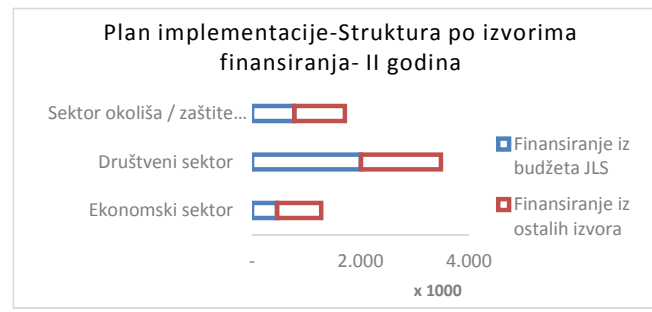 Plan implementacije-Struktura po izvorima
finansiranja- II godina
Sektor okoliša / zaštite...
Društveni sektor
Ekonomski sektor
-
2.000
4.000
x 1000
Finansiranje iz
budžeta JLS
Finansiranje iz
ostalih izvora